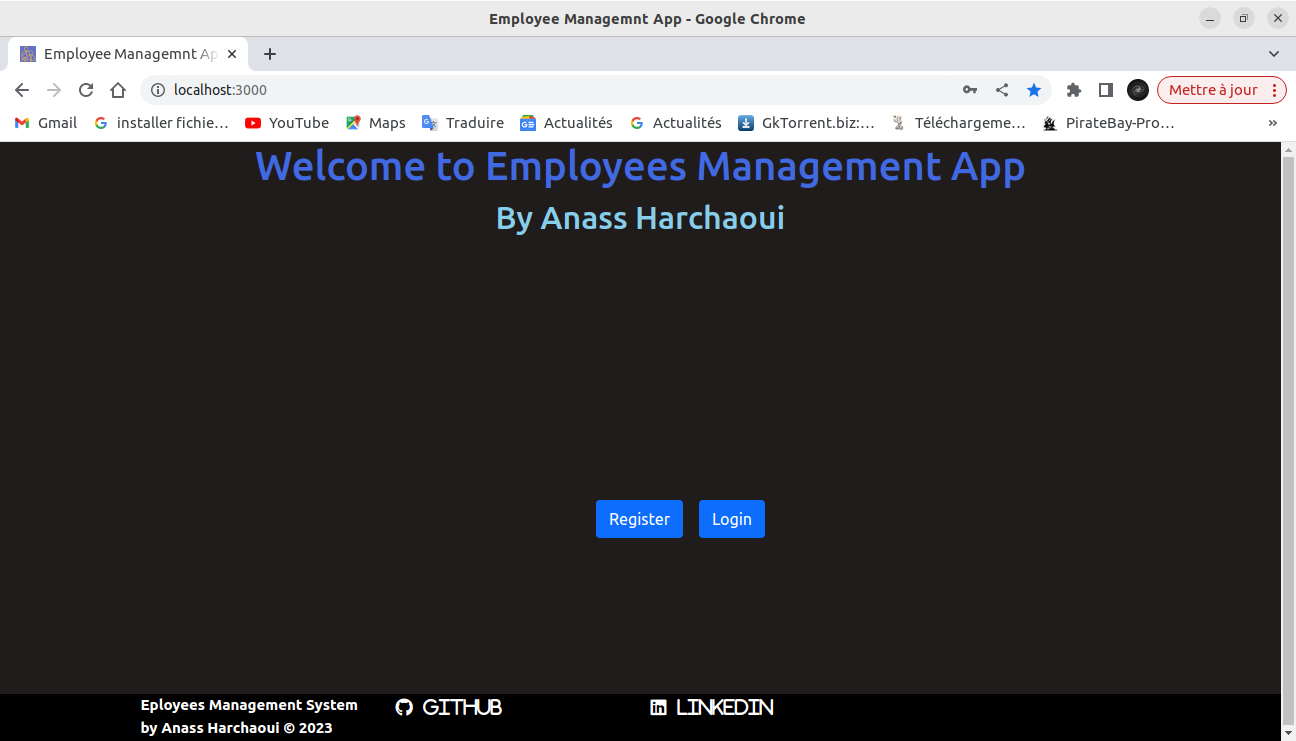 Employee Managemnt App - Google Chrome
Employee Managemnt Ap
localhost:3000
Mettre à jour
Gmail
installer fichie...
YouTube
Maps
Traduire
Actualités
Actualités
GkTorrent.biz:...
Téléchargeme...
PirateBay-Pro...
»
Welcome to Employees Management App
By Anass Harchaoui
Register
Login
Eployees Management System
by Anass Harchaoui © 2023
GITHUB
LINKEDIN